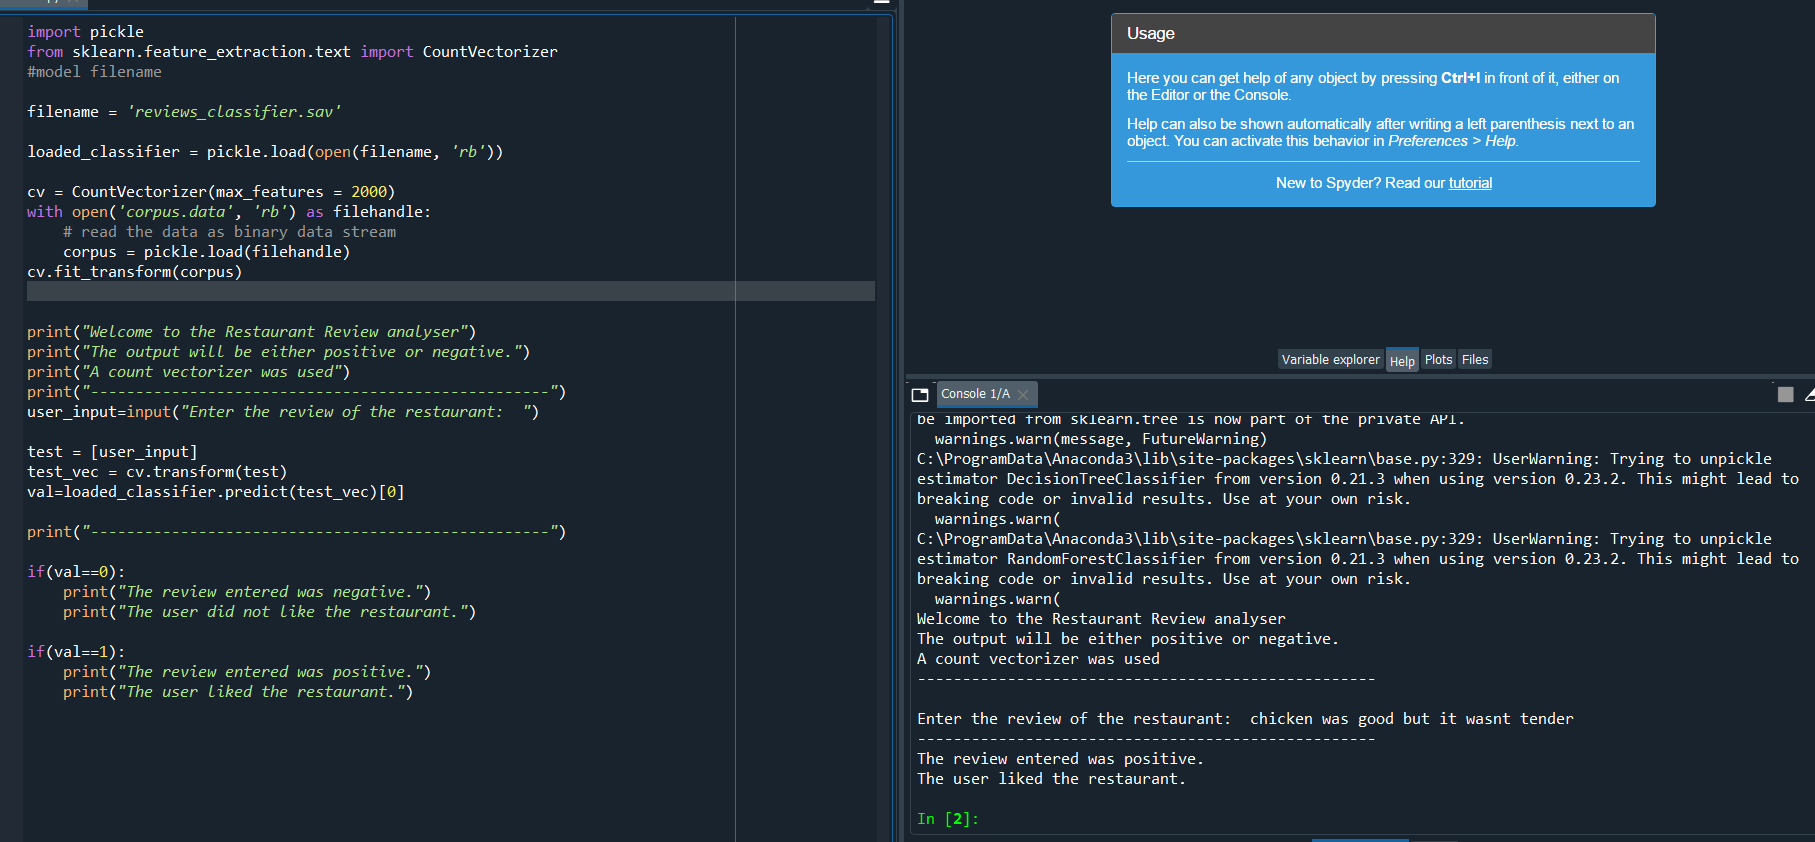 import pickle
from sklearn.feature_extraction.text import CountVectorizer
#model filename
filename = 'reviews_classifier.sav'
loaded_classifier = pickle.load(open(filename, 'rb'))
cv = CountVectorizer(max_features = 2000)
with open('corpus.data', 'rb') as filehandle:
    # read the data as binary data stream
    corpus = pickle.load(filehandle)
cv.fit_transform(corpus)
print("Welcome to the Restaurant Review analyser")
print("The output will be either positive or negative.")
print("A count vectorizer was used")
print("---------------------------------------------------")
user_input=input("Enter the review of the restaurant:  ")
test = [user_input]
test_vec = cv.transform(test)
val=loaded_classifier.predict(test_vec)[0]
print("---------------------------------------------------")
if(val==0):
    print("The review entered was negative.")
    print("The user did not like the restaurant.")
if(val==1):
    print("The review entered was positive.")
    print("The user liked the restaurant.")
Usage
Here you can get help of any object by pressing Ctrl+I in front of it, either on
the Editor or the Console.
Help can also be shown automatically after writing a left parenthesis next to an
object. You can activate this behavior in Preferences > Help.
New to Spyder? Read our tutorial
Variable explorer Help Plots Files
Console 1/A
be imported from sklearn.tree is now part of the private API.
  warnings.warn(message, FutureWarning)
C:\ProgramData\Anaconda3\lib\site-packages\sklearn\base.py:329: UserWarning: Trying to unpickle
estimator DecisionTreeClassifier from version 0.21.3 when using version 0.23.2. This might lead to
breaking code or invalid results. Use at your own risk.
  warnings.warn(
C:\ProgramData\Anaconda3\lib\site-packages\sklearn\base.py:329: UserWarning: Trying to unpickle
estimator RandomForestClassifier from version 0.21.3 when using version 0.23.2. This might lead to
breaking code or invalid results. Use at your own risk.
  warnings.warn(
Welcome to the Restaurant Review analyser
The output will be either positive or negative.
A count vectorizer was used
---------------------------------------------------
Enter the review of the restaurant:  chicken was good but it wasnt tender
---------------------------------------------------
The review entered was positive.
The user liked the restaurant.
In [2]: